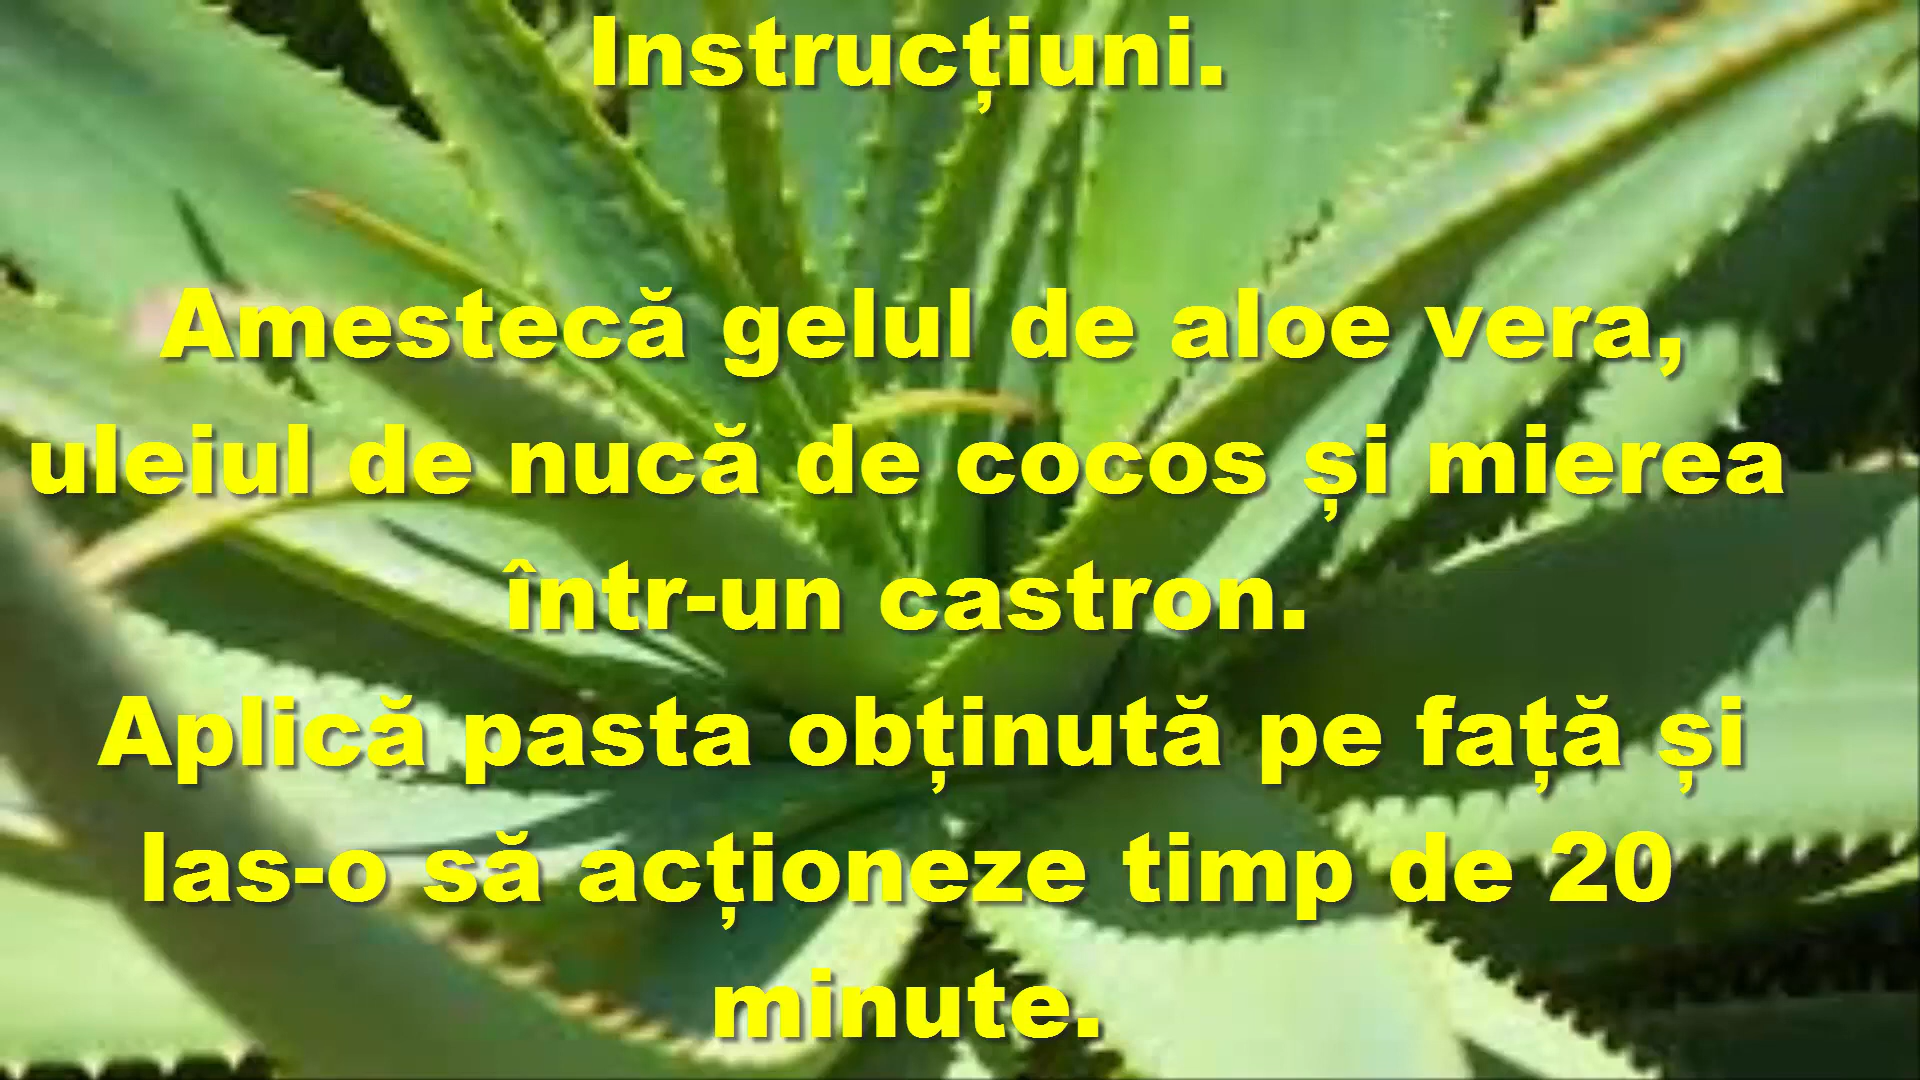 Instrucțiuni.
Amestecă gelul de aloe vera,
uleiul de nucă de cocos și mierea
într-un castron.
Aplică pasta obținută pe față și
las-o să acționeze timp de 20
minute.